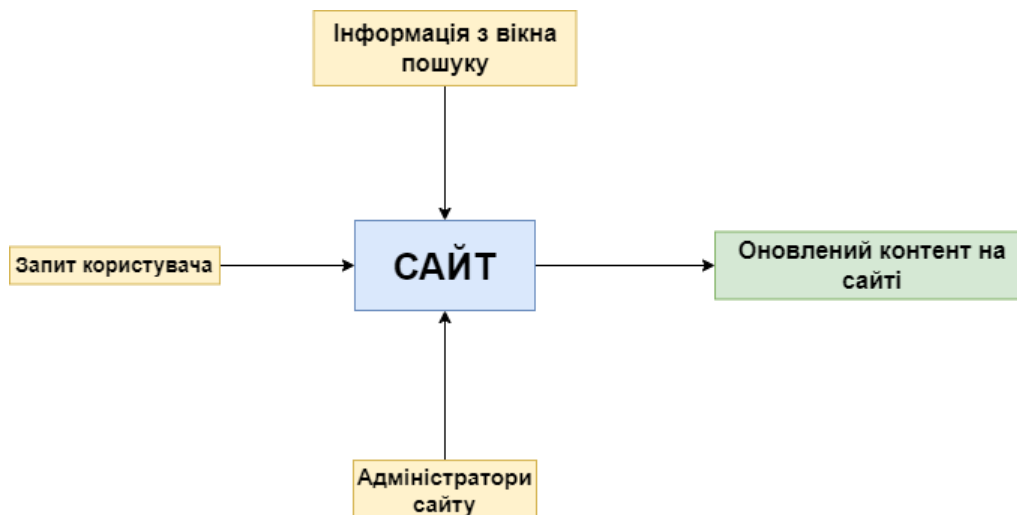 Інформація з вікна
пошуку
Запит користувача
САЙТ
Оновлений контент на
сайті
Адміністратори
сайту